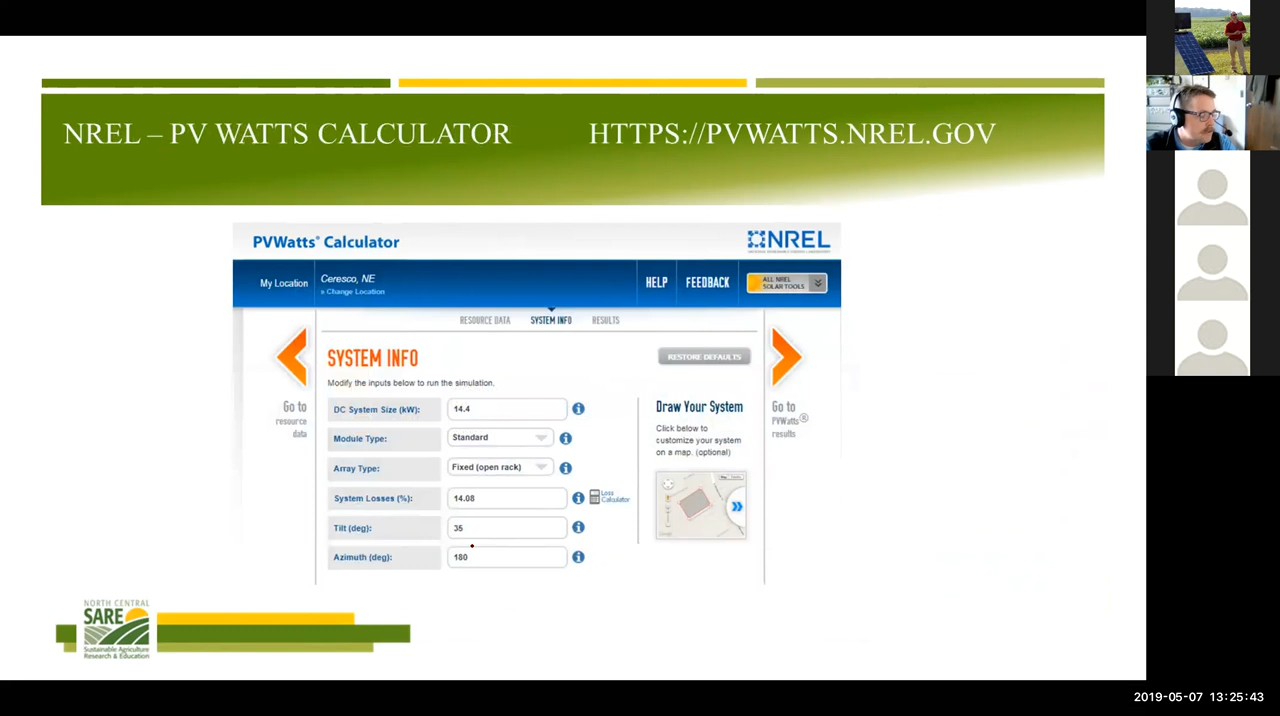 NREL – PV WATTS CALCULATOR HTTPS://PVWATTS.NREL.GOV
PVWatts® Calculator
NREL
My Location
Ceresco, NE
» Change Location
HELP
FEEDBACK
ALL NREL
SOLAR TOOLS
RESOURCE DATA
SYSTEM INFO
RESULTS
SYSTEM INFO
RESTORE DEFAULTS
Modify the inputs below to run the simulation.
Go to
resource
data
DC System Size (kW): 14.4
Module Type: Standard
Array Type: Fixed (open rack)
System Losses (%): 14.08
Loss
Calculator
Tilt (deg): 35
Azimuth (deg): 180
Draw Your System
Click below to
customize your system
on a map. (optional)
Go to
PVWatts®
results
NORTH CENTRAL
SARE
Sustainable Agriculture
Research & Education
2019-05-07 13:25:43